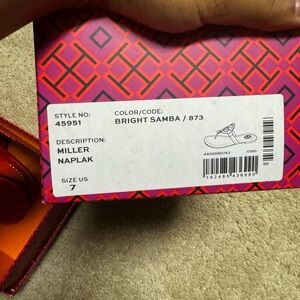 STYLE NO:
45951
COLOR/CODE:
BRIGHT SAMBA / 873
DESCRIPTION:
MILLER
NAPLAK
SIZE US
7